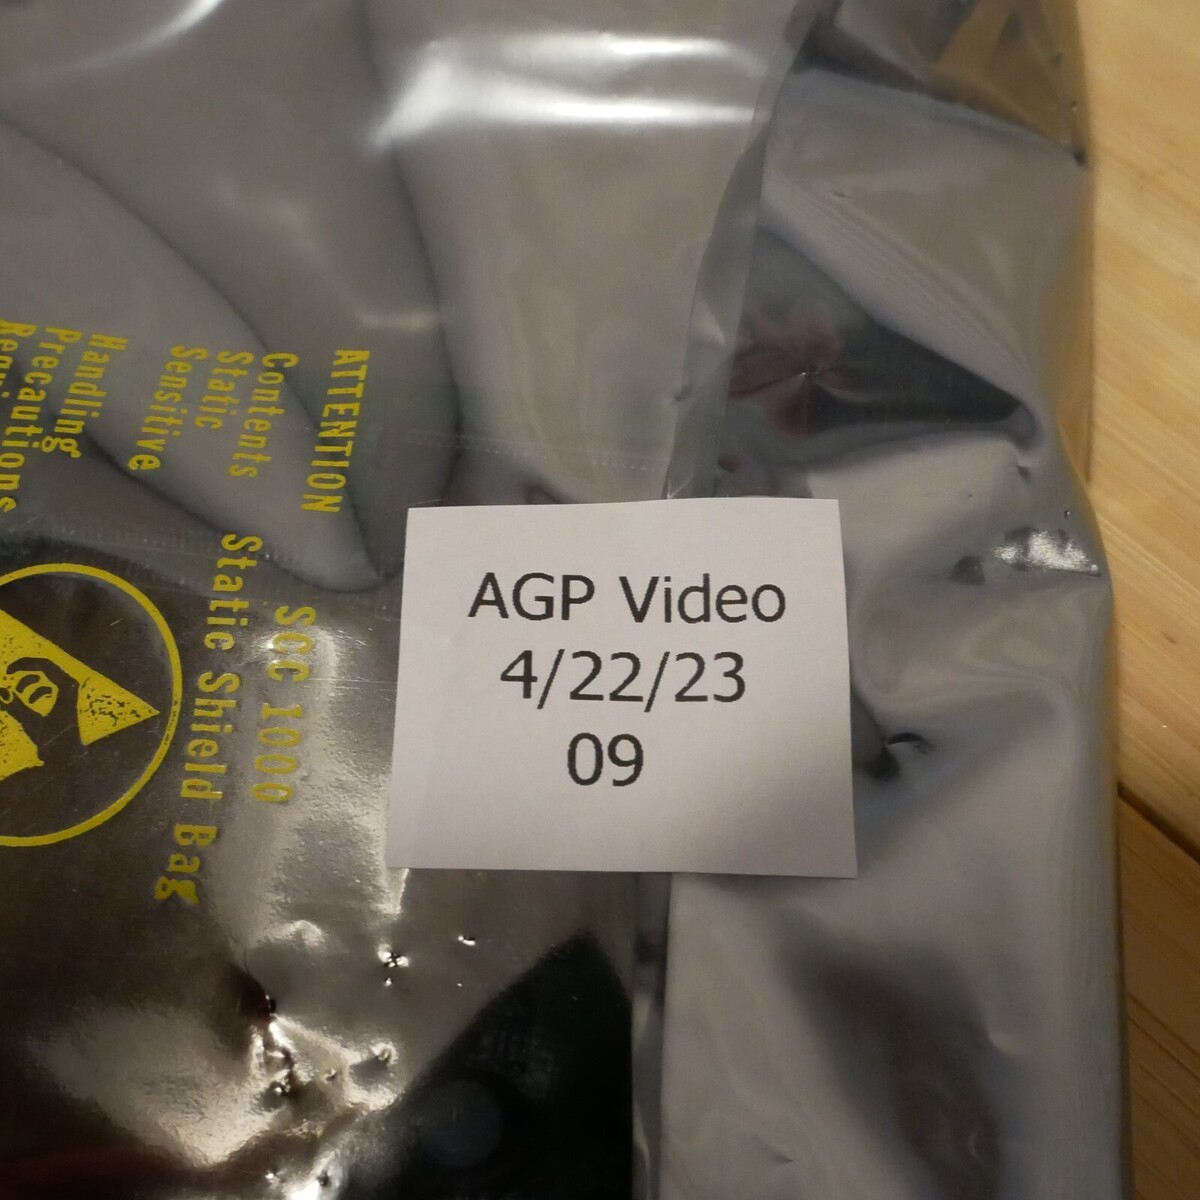 AGP Video
4/22/23
09
ATTENTION
Contents
Static
Sensitive
Handling
Precautions
Scc 1000
Static Shield Bag